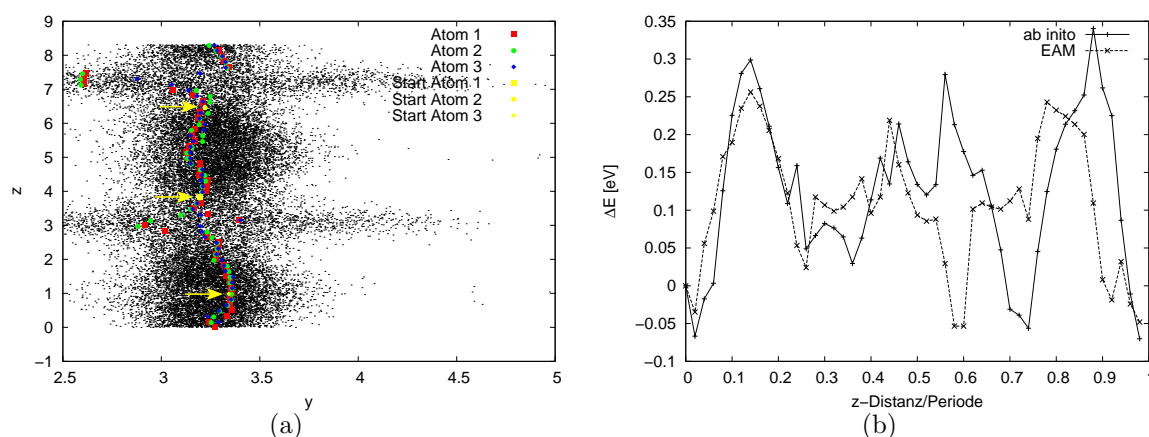 9
8
7
6
5
4
3
2
1
0
−1
2.5 3 3.5 4 4.5 5
z
y
Atom 1
Atom 2
Atom 3
Start Atom 1
Start Atom 2
Start Atom 3
(a)
0.35
0.3
0.25
0.2
0.15
0.1
0.05
0
−0.05
−0.1
0 0.1 0.2 0.3 0.4 0.5 0.6 0.7 0.8 0.9 1
ΔE [eV]
z−Distanz/Periode
ab inito
EAM
(b)